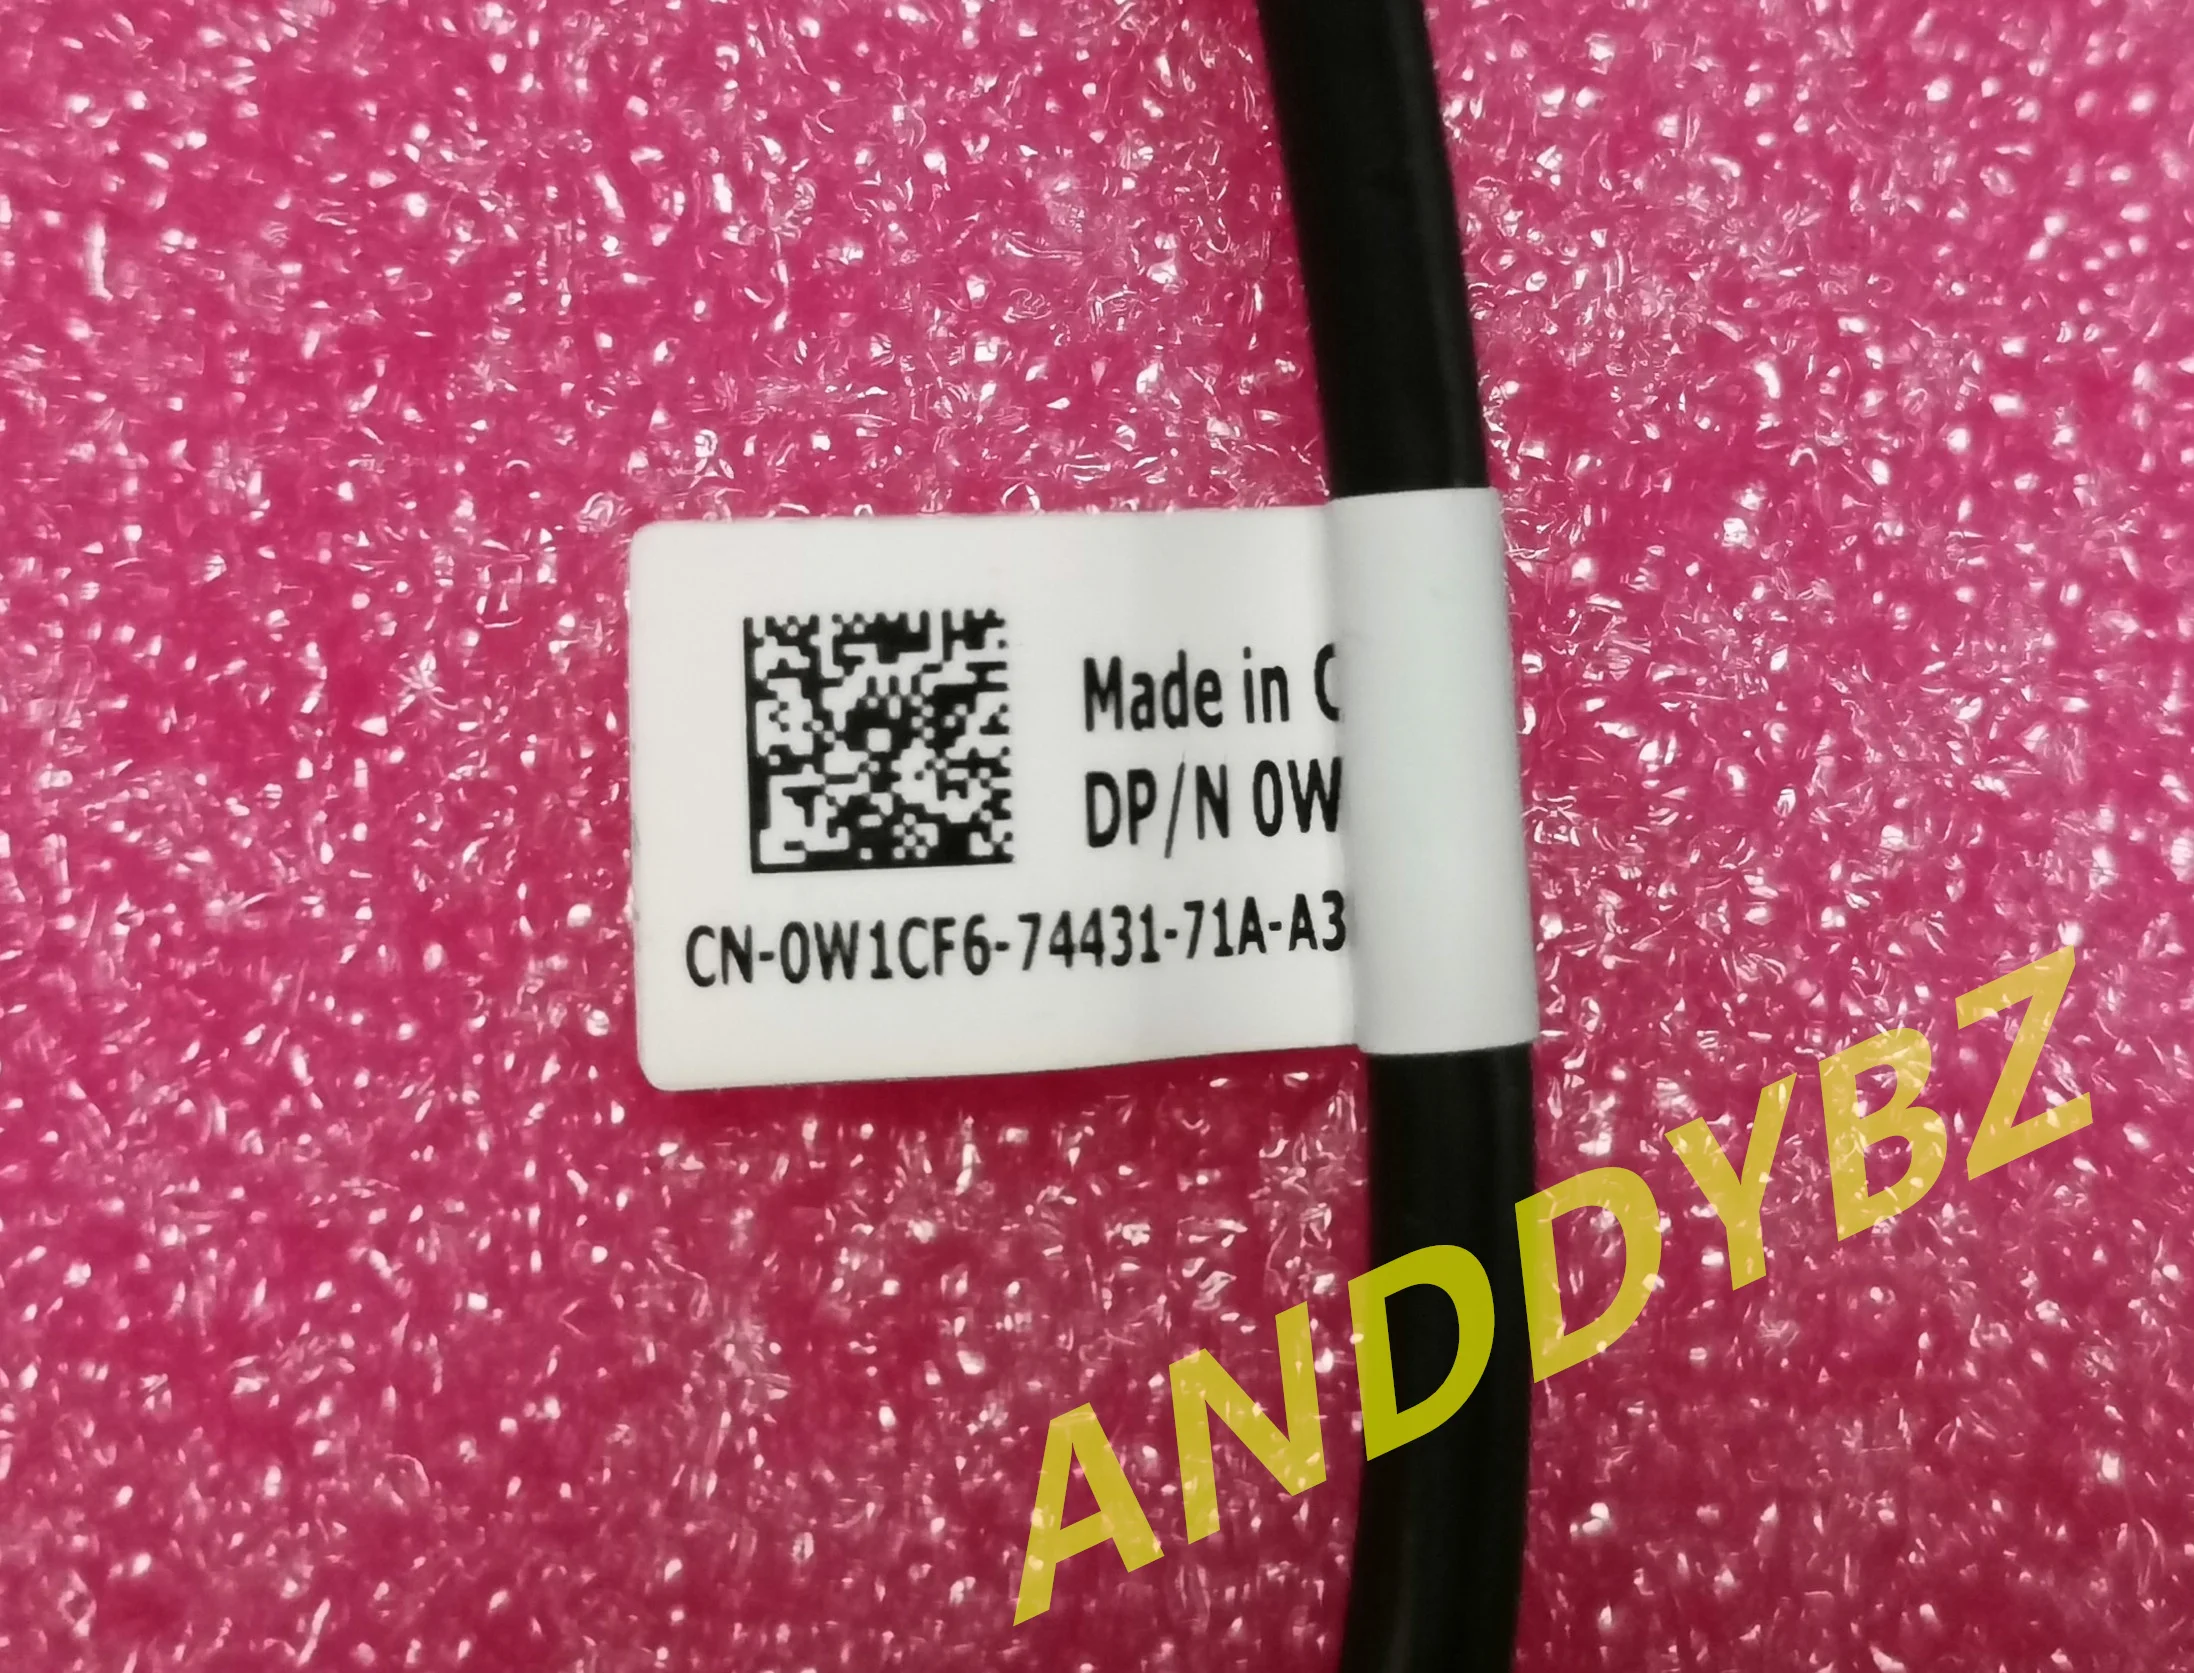 Made in C
DP/N 0W
CN-0W1CF6-74431-71A-A3
ANDDYBZ